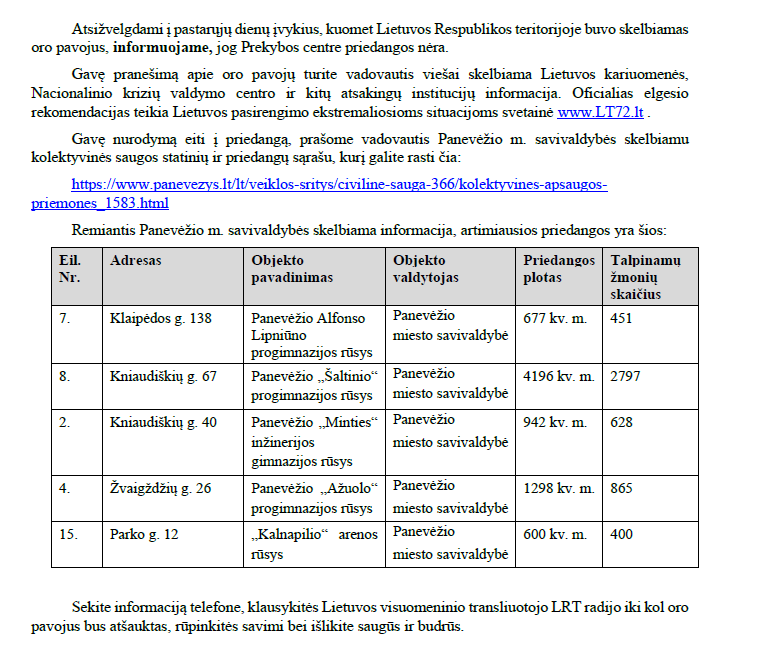 Atsižvelgdami į pastarųjų dienų įvykius, kuomet Lietuvos Respublikos teritorijoje buvo skelbiamas
oro pavojus, informuojame, jog Prekybos centre priedangos nėra.
Gavę pranešimą apie oro pavojų turite vadovautis viešai skelbiama Lietuvos kariuomenės,
Nacionalinio krizių valdymo centro ir kitų atsakingų institucijų informacija. Oficialias elgesio
rekomendacijas teikia Lietuvos pasirengimo ekstremaliosioms situacijoms svetainė www.LT72.lt .
Gavę nurodymą eiti į priedangą, prašome vadovautis Panevėžio m. savivaldybės skelbiamu
kolektyvinės saugos statinių ir priedangų sąrašu, kurį galite rasti čia:
https://www.panevezys.lt/lt/veiklos-sritys/civiline-sauga-366/kolektyvines-apsaugos-
priemones_1583.html
Remiantis Panevėžio m. savivaldybės skelbiama informacija, artimiausios priedangos yra šios:
Eil. Nr. Adresas Objekto pavadinimas Objekto valdytojas Priedangos plotas Talpinamų žmonių skaičius
7. Klaipėdos g. 138 Panevėžio Alfonso Lipniūno progimnazijos rūsys Panevėžio miesto savivaldybė 677 kv. m. 451
8. Kniaudiškių g. 67 Panevėžio „Šaltinio“ progimnazijos rūsys Panevėžio miesto savivaldybė 4196 kv. m. 2797
2. Kniaudiškių g. 40 Panevėžio „Minties“ inžinerijos gimnazijos rūsys Panevėžio miesto savivaldybė 942 kv. m. 628
4. Žvaigždžių g. 26 Panevėžio „Ažuolo“ progimnazijos rūsys Panevėžio miesto savivaldybė 1298 kv. m. 865
15. Parko g. 12 „Kalnapilio“ arenos rūsys Panevėžio miesto savivaldybė 600 kv. m. 400
Sekite informaciją telefone, klausykitės Lietuvos visuomeninio transliuotojo LRT radijo iki kol oro
pavojus bus atšauktas, rūpinkitės savimi bei išlikite saugūs ir budrūs.